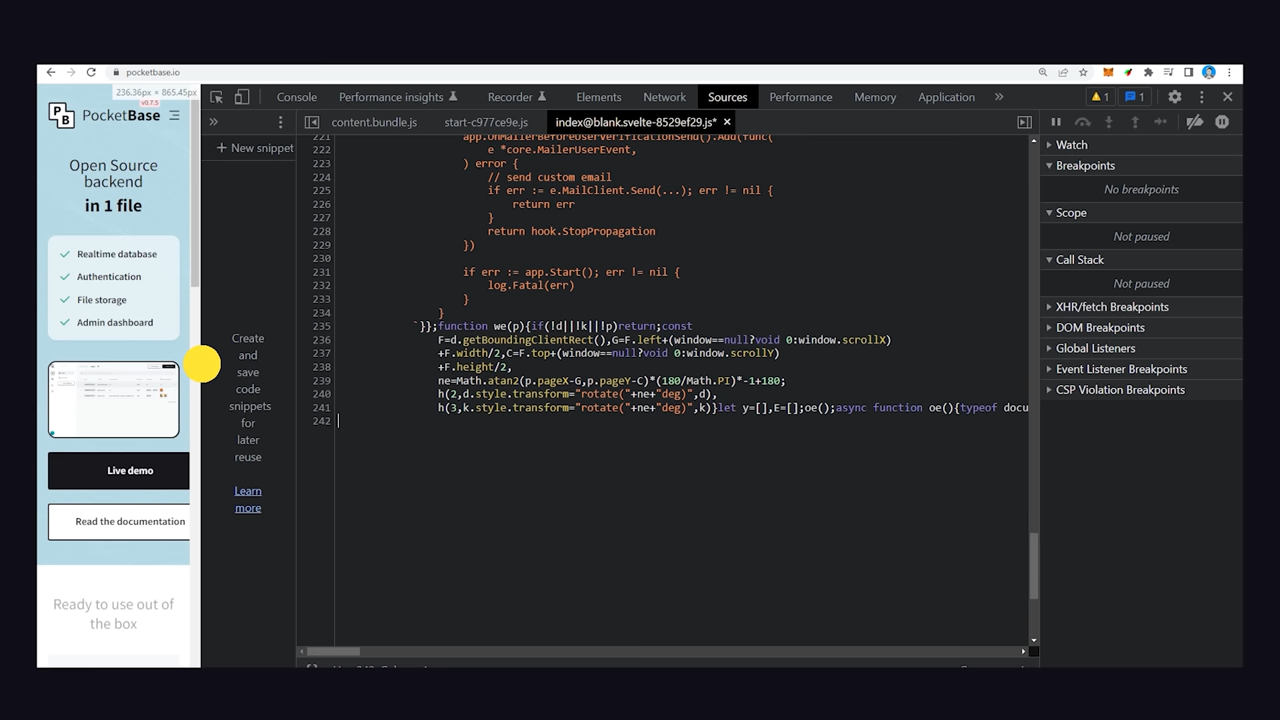 pocketbase.io
236.36px × 865.45px
v0.7.5
PB PocketBase
Open Source
backend
in 1 file
Realtime database
Authentication
File storage
Admin dashboard
Live demo
Read the documentation
Ready to use out of
the box
Console
Performance insights
Recorder
Elements
Network
Sources
Performance
Memory
Application
»
1
1
»
content.bundle.js
start-c977ce9e.js
index@blank.svelte-8529ef29.js* ×
+ New snippet
Create
and
save
code
snippets
for
later
reuse
Learn
more
221 app.OnMailerBeforeUserVerificationSend().Add(func(
222 e *core.MailerUserEvent,
223 ) error {
224 // send custom email
225 if err := e.MailClient.Send(...); err != nil {
226 return err
227 }
228 return hook.StopPropagation
229 })
230
231 if err := app.Start(); err != nil {
232 log.Fatal(err)
233 }
234 }
235 `}};function we(p){if(!d||!k||!p)return;const
236 F=d.getBoundingClientRect(),G=F.left+(window==null?void 0:window.scrollX)
237 +F.width/2,C=F.top+(window==null?void 0:window.scrollY)
238 +F.height/2,
239 ne=Math.atan2(p.pageX-G,p.pageY-C)*(180/Math.PI)*-1+180;
240 h(2,d.style.transform="rotate("+ne+"deg)",d),
241 h(3,k.style.transform="rotate("+ne+"deg)",k)}let y=[],E=[];oe();async function oe(){typeof docu
242
Watch
Breakpoints
No breakpoints
Scope
Not paused
Call Stack
Not paused
XHR/fetch Breakpoints
DOM Breakpoints
Global Listeners
Event Listener Breakpoints
CSP Violation Breakpoints